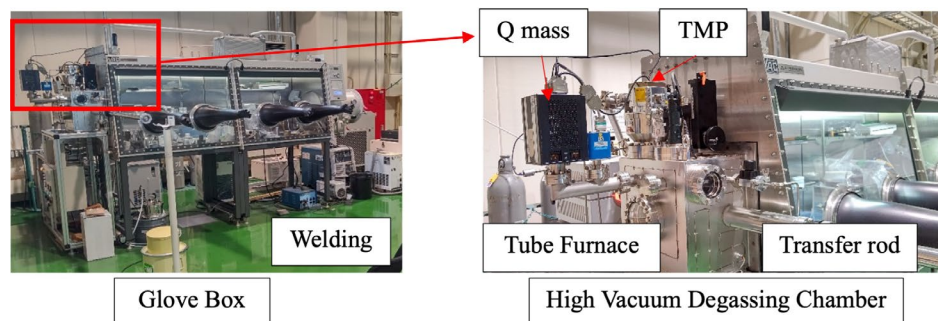 Q mass
TMP
Welding
Tube Furnace
Transfer rod
Glove Box
High Vacuum Degassing Chamber